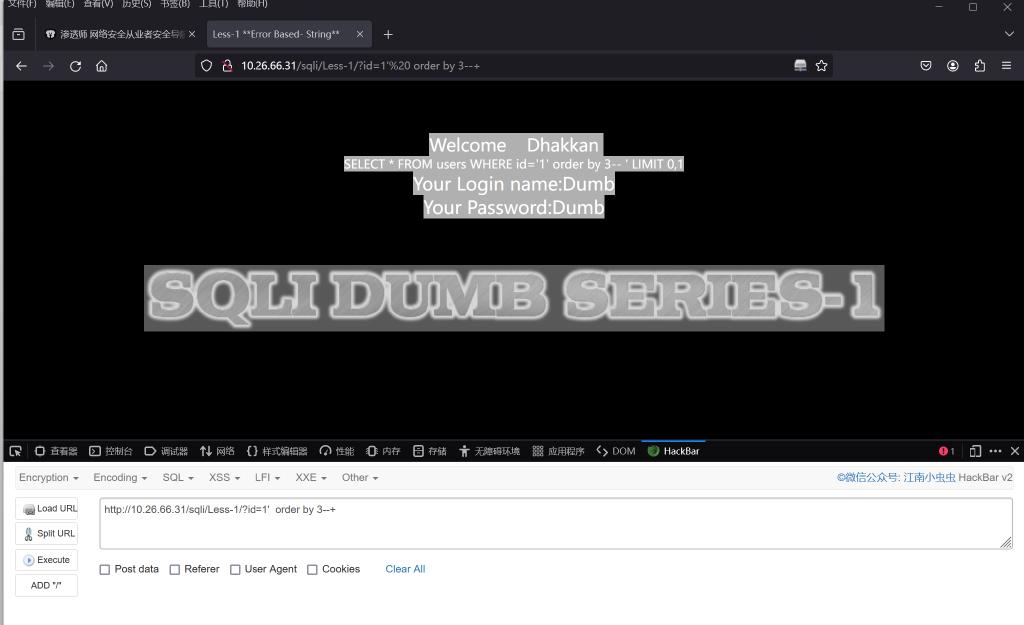 文件(F) 编辑(E) 查看(V) 历史(S) 书签(B) 工具(T) 帮助(H)
渗透师 网络安全从业者安全导航
Less-1 **Error Based- String**
10.26.66.31/sqli/Less-1/?id=1'%20 order by 3--+
Welcome    Dhakkan
SELECT * FROM users WHERE id='1' order by 3-- ' LIMIT 0,1
Your Login name:Dumb
Your Password:Dumb
SQLI DUMB SERIES-1
查看器 控制台 调试器 网络 样式编辑器 性能 内存 存储 无障碍环境 应用程序 DOM HackBar 1
Encryption Encoding SQL XSS LFI XXE Other ©微信公众号: 江南小虫虫 HackBar v2
Load URL
http://10.26.66.31/sqli/Less-1/?id=1'  order by 3--+
Split URL
Execute
Post data Referer User Agent Cookies Clear All
ADD "/"